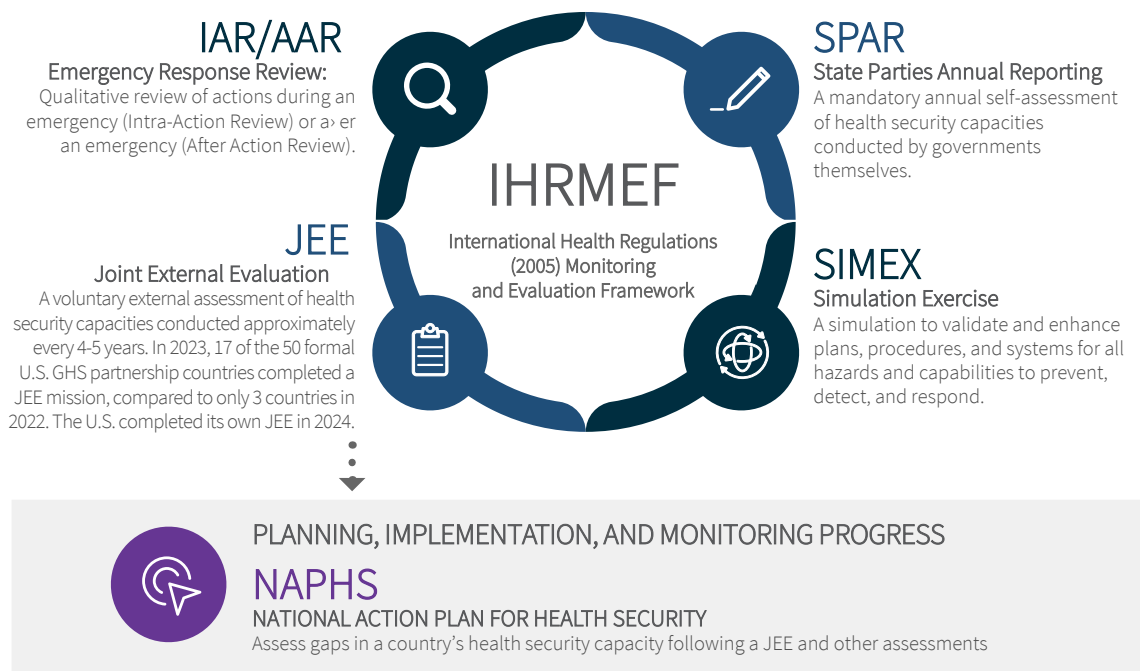 IAR/AAR
Emergency Response Review:
Qualitative review of actions during an
emergency (Intra-Action Review) or a› er
an emergency (After Action Review).
SPAR
State Parties Annual Reporting
A mandatory annual self-assessment
of health security capacities
conducted by governments
themselves.
IHRMEF
International Health Regulations
(2005) Monitoring
and Evaluation Framework
JEE
Joint External Evaluation
A voluntary external assessment of health
security capacities conducted approximately
every 4-5 years. In 2023, 17 of the 50 formal
U.S. GHS partnership countries completed a
JEE mission, compared to only 3 countries in
2022. The U.S. completed its own JEE in 2024.
SIMEX
Simulation Exercise
A simulation to validate and enhance
plans, procedures, and systems for all
hazards and capabilities to prevent,
detect, and respond.
PLANNING, IMPLEMENTATION, AND MONITORING PROGRESS
NAPHS
NATIONAL ACTION PLAN FOR HEALTH SECURITY
Assess gaps in a country’s health security capacity following a JEE and other assessments